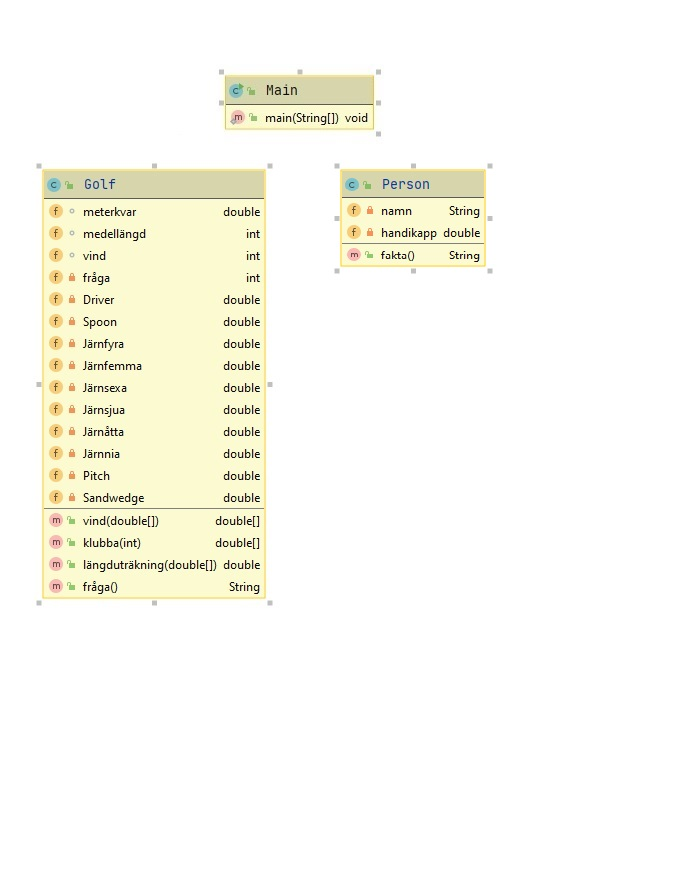 Main
main(String[]) void
Golf
meterkvar double
medellängd int
vind int
fråga int
Driver double
Spoon double
Järnfyra double
Järnfemma double
Järnsexa double
Järnsjua double
Järnåtta double
Järnnia double
Pitch double
Sandwedge double
vind(double[]) double[]
klubba(int) double[]
längduträkning(double[]) double
fråga() String
Person
namn String
handikapp double
fakta() String